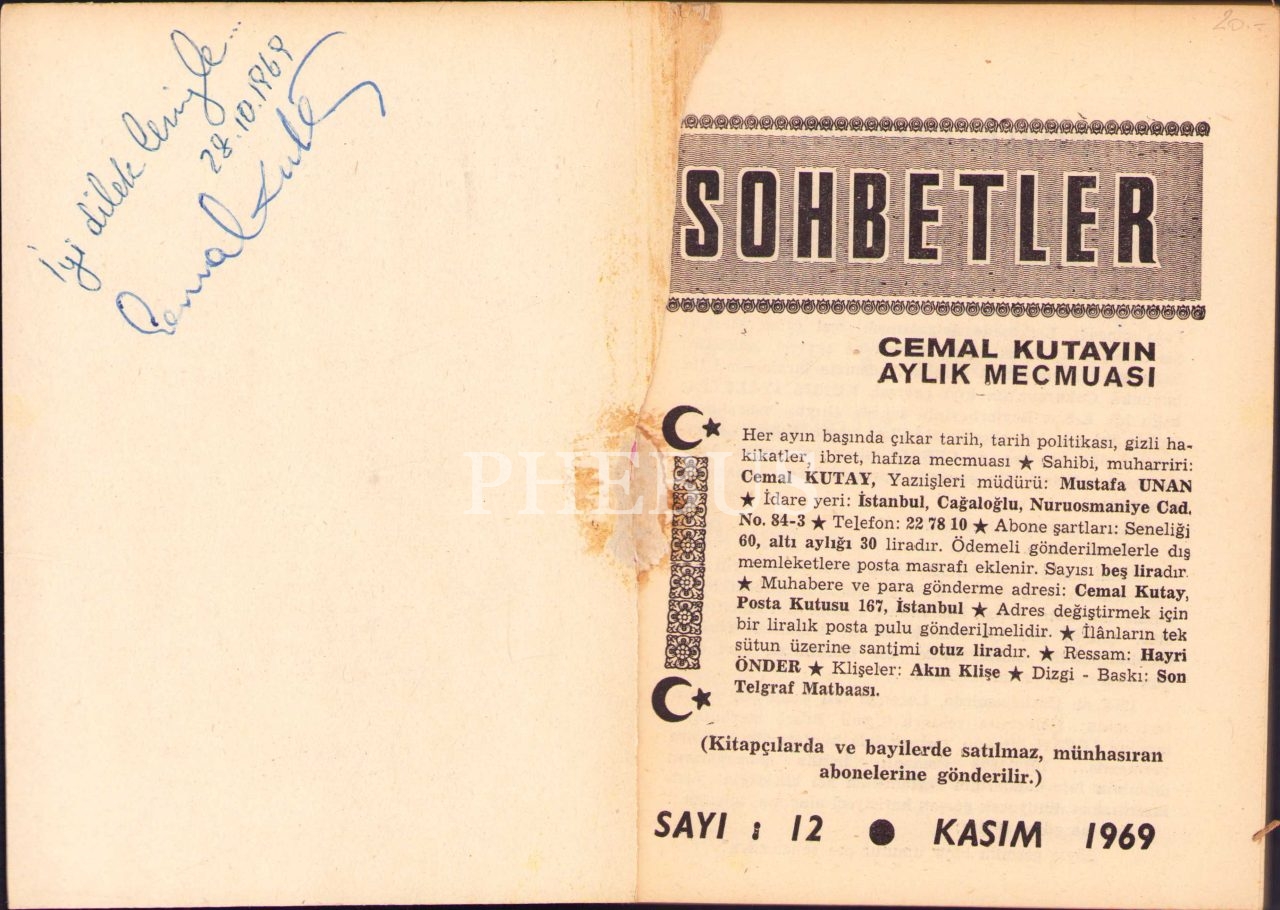 İyi dilekleriyle...
28.10.1969
Cemal Kutay
20.-
SOHBETLER
CEMAL KUTAYIN
AYLIK MECMUASI
Her ayın başında çıkar tarih, tarih politikası, gizli ha-
kikatler, ibret, hafıza mecmuası ★ Sahibi, muharriri:
Cemal KUTAY, Yazıişleri müdürü: Mustafa UNAN
★ İdare yeri: İstanbul, Cağaloğlu, Nuruosmaniye Cad.
No. 84-3 ★ Telefon: 22 78 10 ★ Abone şartları: Seneliği
60, altı aylığı 30 liradır. Ödemeli gönderilmelerle dış
memleketlere posta masrafı eklenir. Sayısı beş liradır.
★ Muhabere ve para gönderme adresi: Cemal Kutay,
Posta Kutusu 167, İstanbul ★ Adres değiştirmek için
bir liralık posta pulu gönderilmelidir. ★ İlânların tek
sütun üzerine santimi otuz liradır. ★ Ressam: Hayri
ÖNDER ★ Klişeler: Akın Klişe ★ Dizgi - Baskı: Son
Telgraf Matbaası.
(Kitapçılarda ve bayilerde satılmaz, münhasıran
abonelerine gönderilir.)
SAYI : 12 ● KASIM 1969
PHEBUS